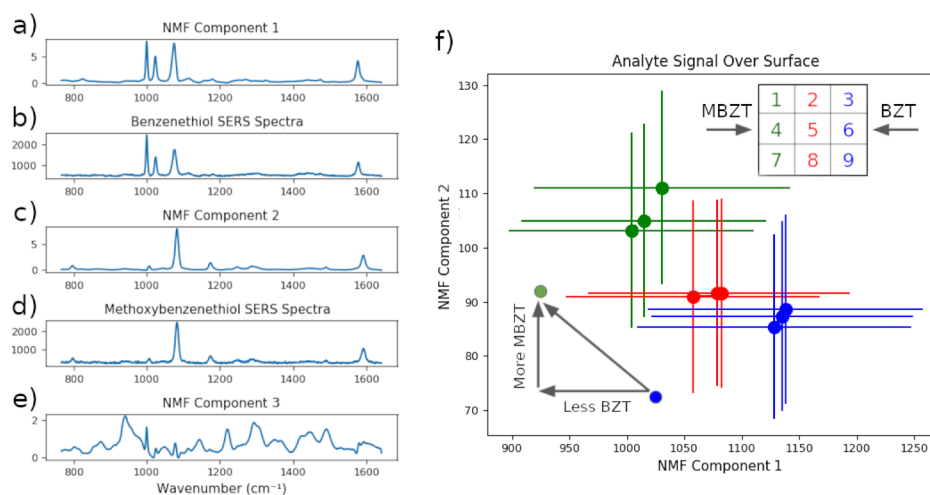 a)
NMF Component 1
5
0
800 1000 1200 1400 1600
b)
Benzenethiol SERS Spectra
2000
1000
800 1000 1200 1400 1600
c)
NMF Component 2
5
0
800 1000 1200 1400 1600
d)
Methoxybenzenethiol SERS Spectra
2000
1000
800 1000 1200 1400 1600
e)
NMF Component 3
2
0
800 1000 1200 1400 1600
Wavenumber (cm⁻¹)
f)
Analyte Signal Over Surface
NMF Component 2
130
120
110
100
90
80
70
MBZT
1 2 3
4 5 6
7 8 9
BZT
More MBZT
Less BZT
900 950 1000 1050 1100 1150 1200 1250
NMF Component 1